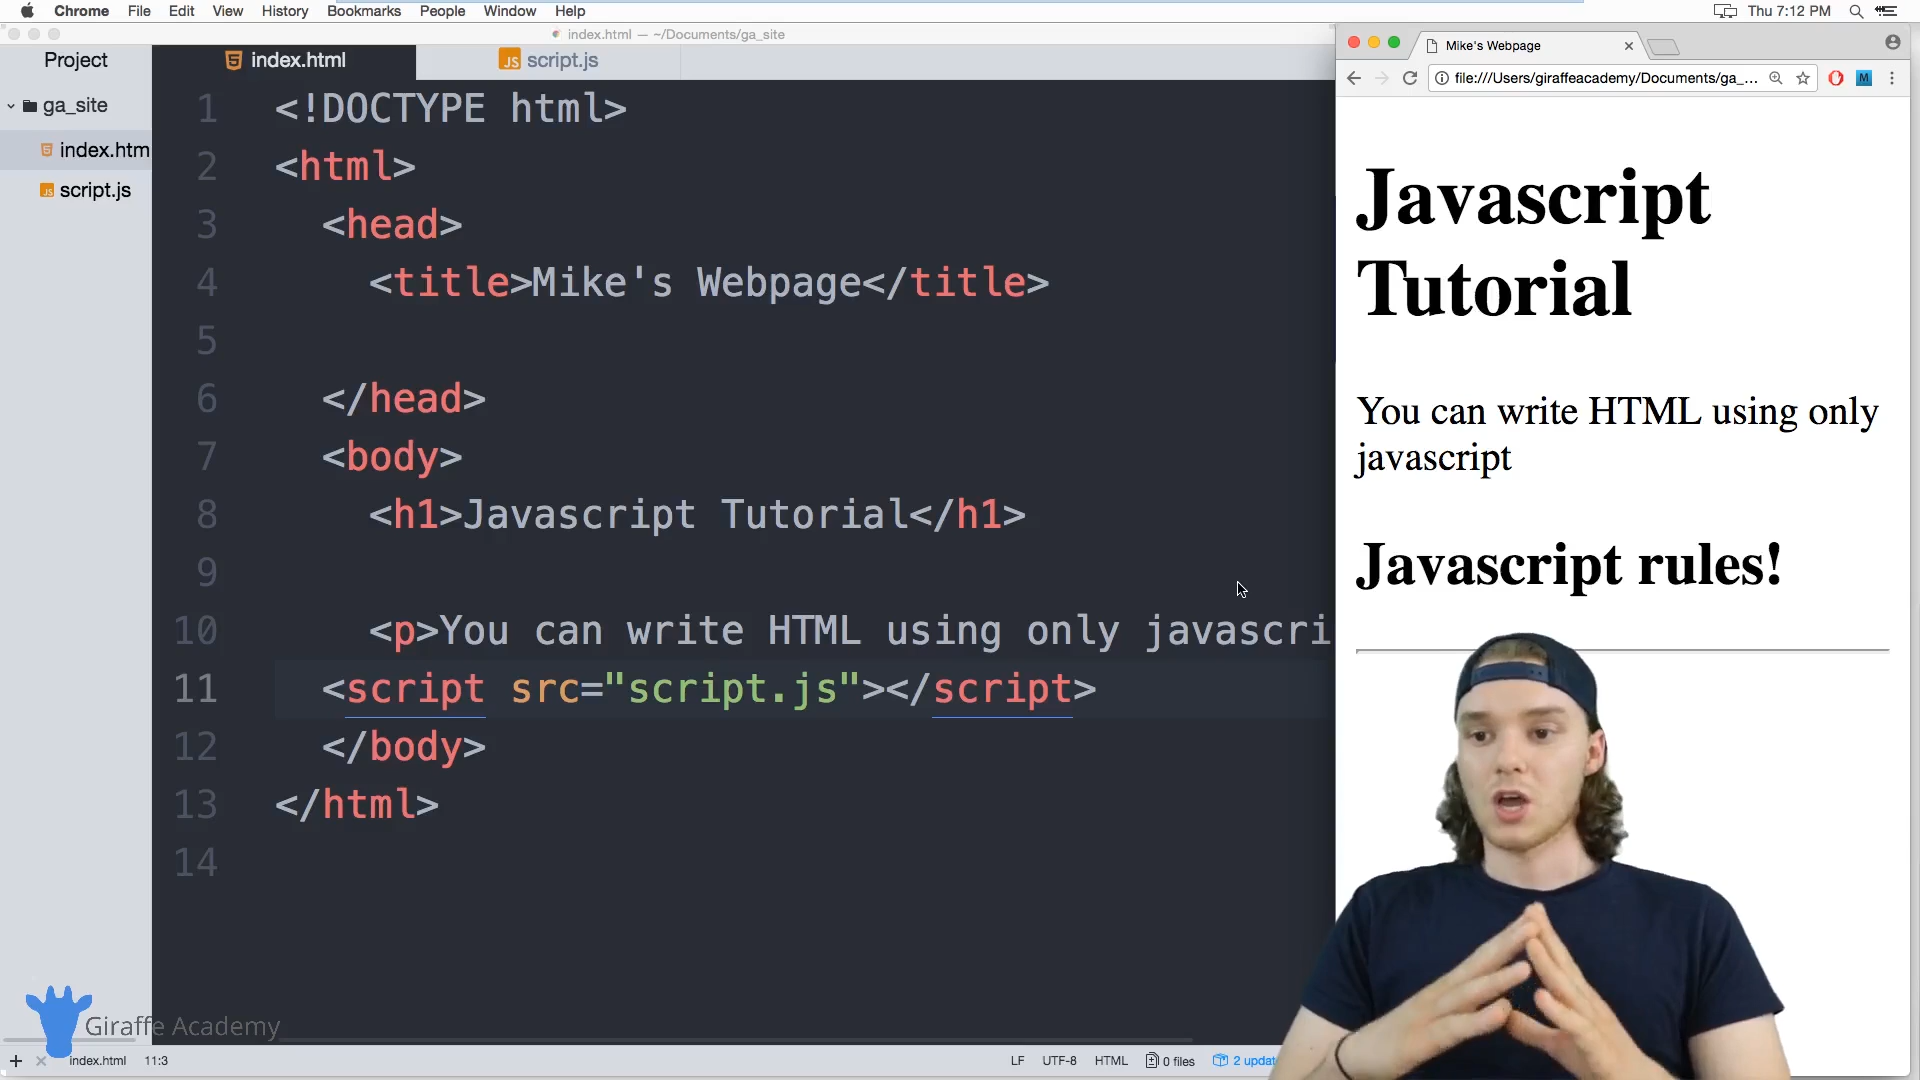 Chrome File Edit View History Bookmarks People Window Help
Thu 7:12 PM
index.html — ~/Documents/ga_site
Project
ga_site
index.htm
script.js
index.html
script.js
1 <!DOCTYPE html>
2 <html>
3 <head>
4 <title>Mike's Webpage</title>
5
6 </head>
7 <body>
8 <h1>Javascript Tutorial</h1>
9
10 <p>You can write HTML using only javascri
11 <script src="script.js"></script>
12 </body>
13 </html>
14
Giraffe Academy
index.html 11:3
LF UTF-8 HTML 0 files 2 updat
Mike's Webpage
file:///Users/giraffeacademy/Documents/ga_...
M
Javascript
Tutorial
You can write HTML using only
javascript
Javascript rules!